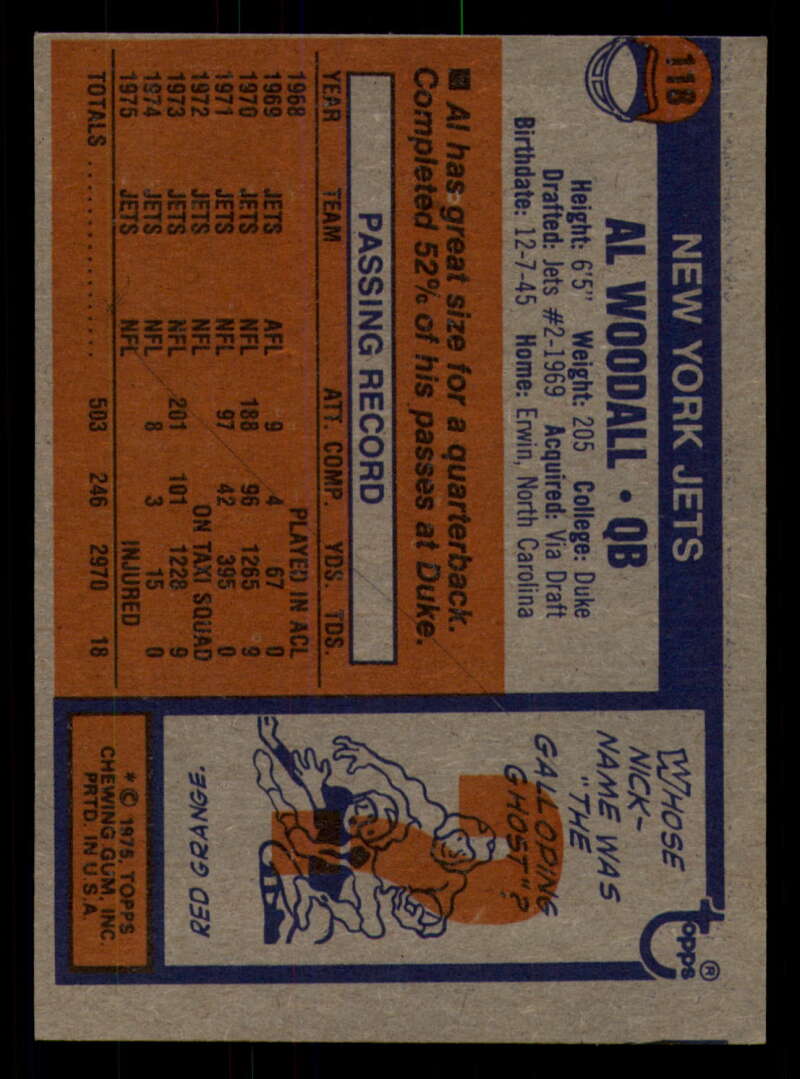 118
NEW YORK JETS
AL WOODALL • QB
Height: 6'5" Weight: 205 College: Duke
Drafted: Jets #2-1969 Acquired: Via Draft
Birthdate: 12-7-45 Home: Erwin, North Carolina
Al has great size for a quarterback.
Completed 52% of his passes at Duke.
PASSING RECORD
YEAR TEAM ATT. COMP. YDS. TDS.
1968 PLAYED IN ACL
1969 JETS AFL 9 4 67 0
1970 JETS NFL 188 96 1265 9
1971 JETS NFL 97 42 395 0
1972 JETS NFL ON TAXI SQUAD
1973 JETS NFL 201 101 1228 9
1974 JETS NFL 8 3 15 0
1975 JETS NFL INJURED
TOTALS .................. 503 246 2970 18
Topps®
WHOSE
NICK-
NAME WAS
"THE
GALLOPING
GHOST"?
RED GRANGE.
* © 1975, TOPPS
CHEWING GUM, INC.
PRTD. IN U.S.A.